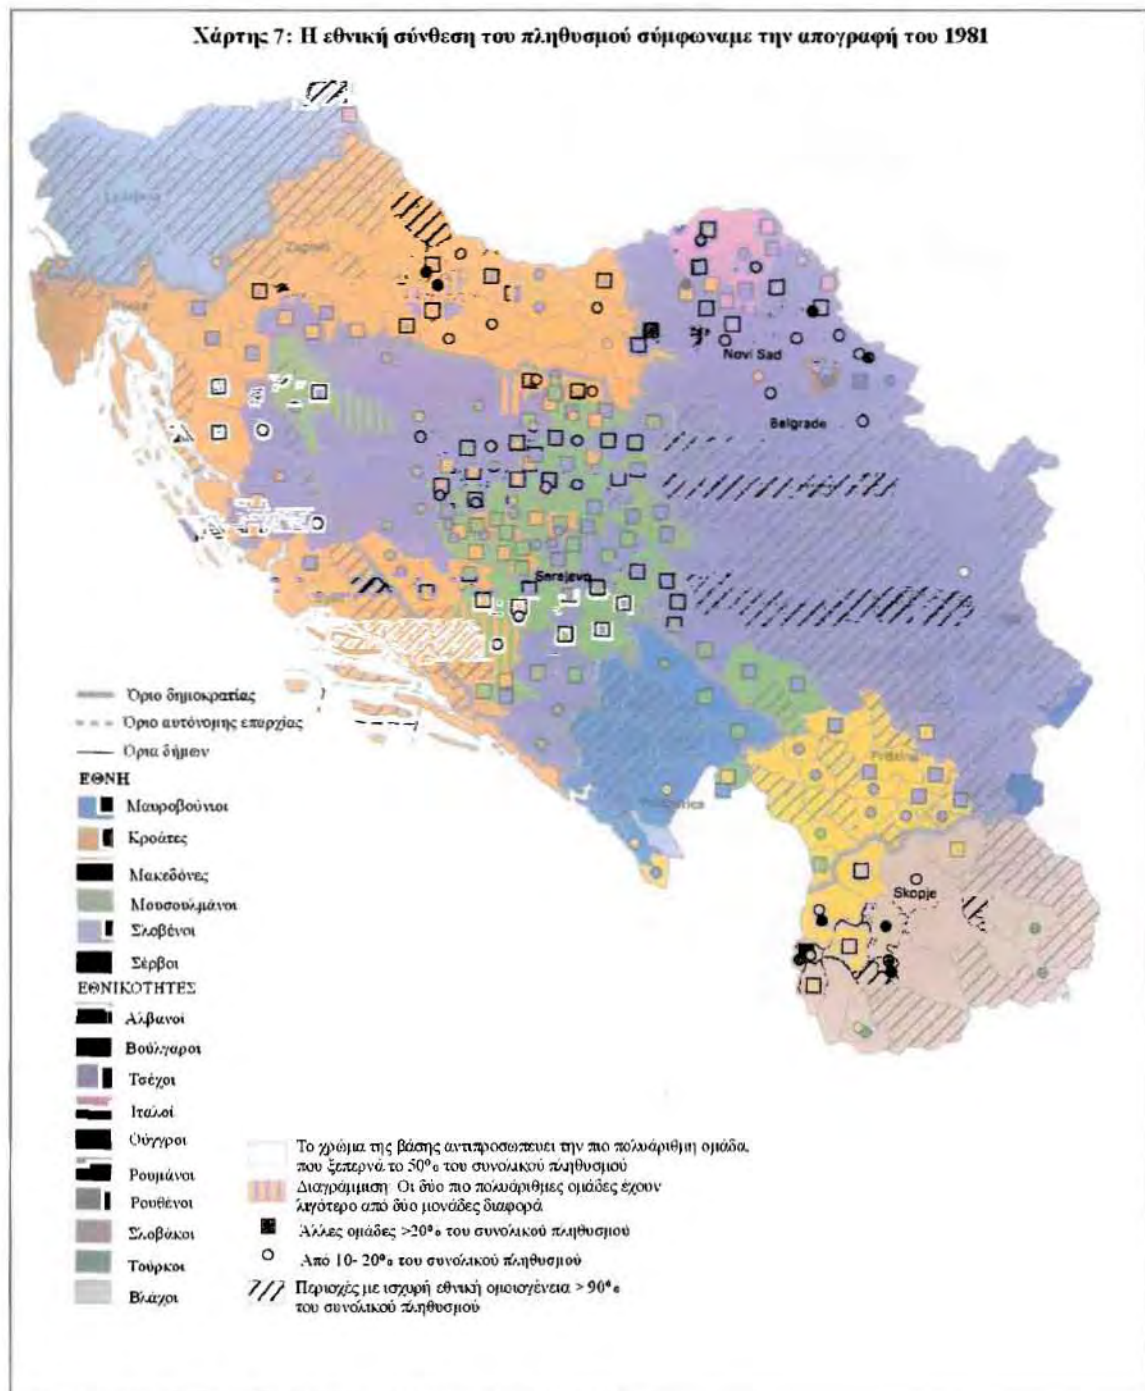 Χάρτης 7: Η εθνική σύνθεση του πληθυσμού σύμφωναμε την απογραφή του 1981
Zagreb
Novi Sad
Belgrade
Sarajevo
Skopje
Όριο δημοκρατίας
Όριο αυτόνομης επαρχίας
Όρια δήμων
ΕΘΝΗ
Μαυροβούνιοι
Κροάτες
Μακεδόνες
Μουσουλμάνοι
Σλοβένοι
Σέρβοι
ΕΘΝΙΚΟΤΗΤΕΣ
Αλβανοί
Βούλγαροι
Τσέχοι
Ιταλοί
Ούγγροι
Ρουμάνοι
Ρουθένοι
Σλοβάκοι
Τούρκοι
Βλάχοι
Το χρώμα της βάσης αντιπροσωπευει την πιο πολυάριθμη ομάδα,
που ξεπερνά το 50% του συνολικού πληθυσμού
Διαγράμμιση: Οι δύο πιο πολυάριθμες ομάδες έχουν
λιγότερο από δύο μονάδες διαφορά
Άλλες ομάδες >20% του συνολικού πληθυσμού
Από 10- 20% του συνολικού πληθυσμού
Περιοχές με ισχυρή εθνική ομοιογένεια > 90%
του συνολικού πληθυσμού